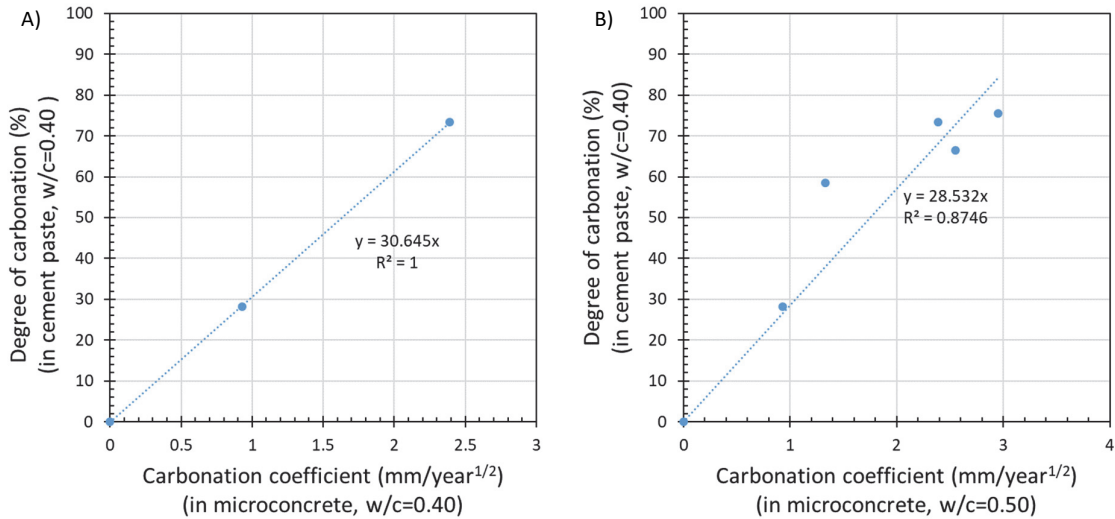 A)
100
90
80
70
60
50
40
30
20
10
0
Degree of carbonation (%)
(in cement paste, w/c=0.40 )
y = 30.645x
R² = 1
0 0.5 1 1.5 2 2.5 3
Carbonation coefficient (mm/year1/2)
(in microconcrete, w/c=0.40)
B)
100
90
80
70
60
50
40
30
20
10
0
Degree of carbonation (%)
(in cement paste, w/c=0.40)
y = 28.532x
R² = 0.8746
0 1 2 3 4
Carbonation coefficient (mm/year1/2)
(in microconcrete, w/c=0.50)